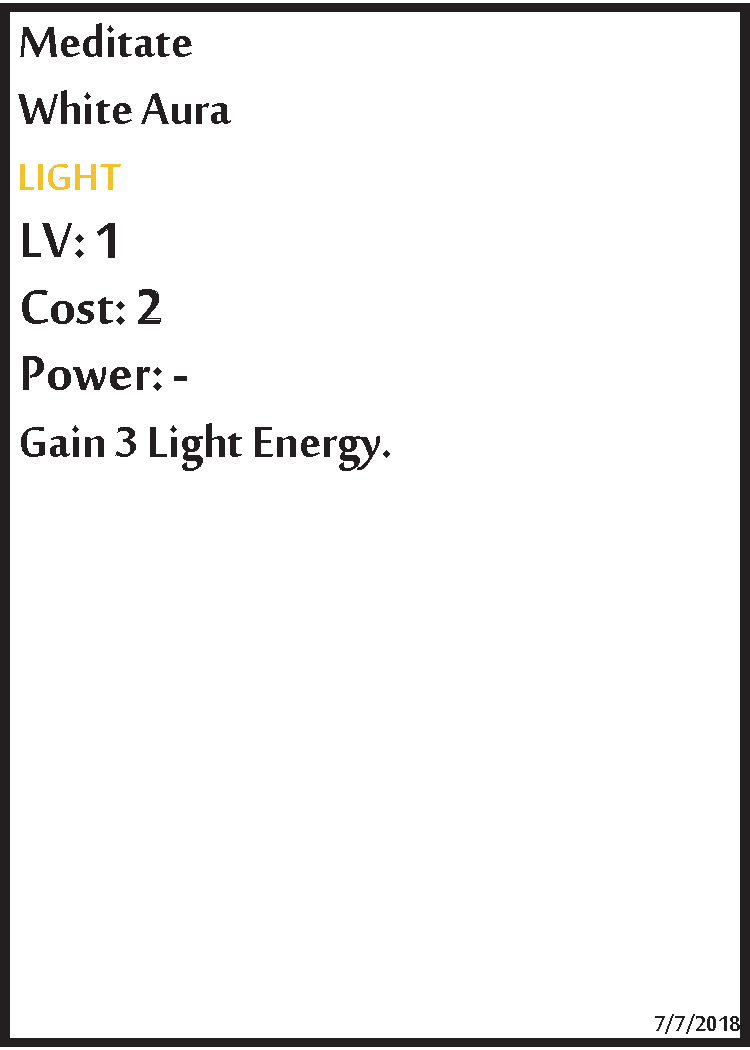 Meditate
White Aura
LIGHT
LV: 1
Cost: 2
Power: -
Gain 3 Light Energy.
7/7/2018